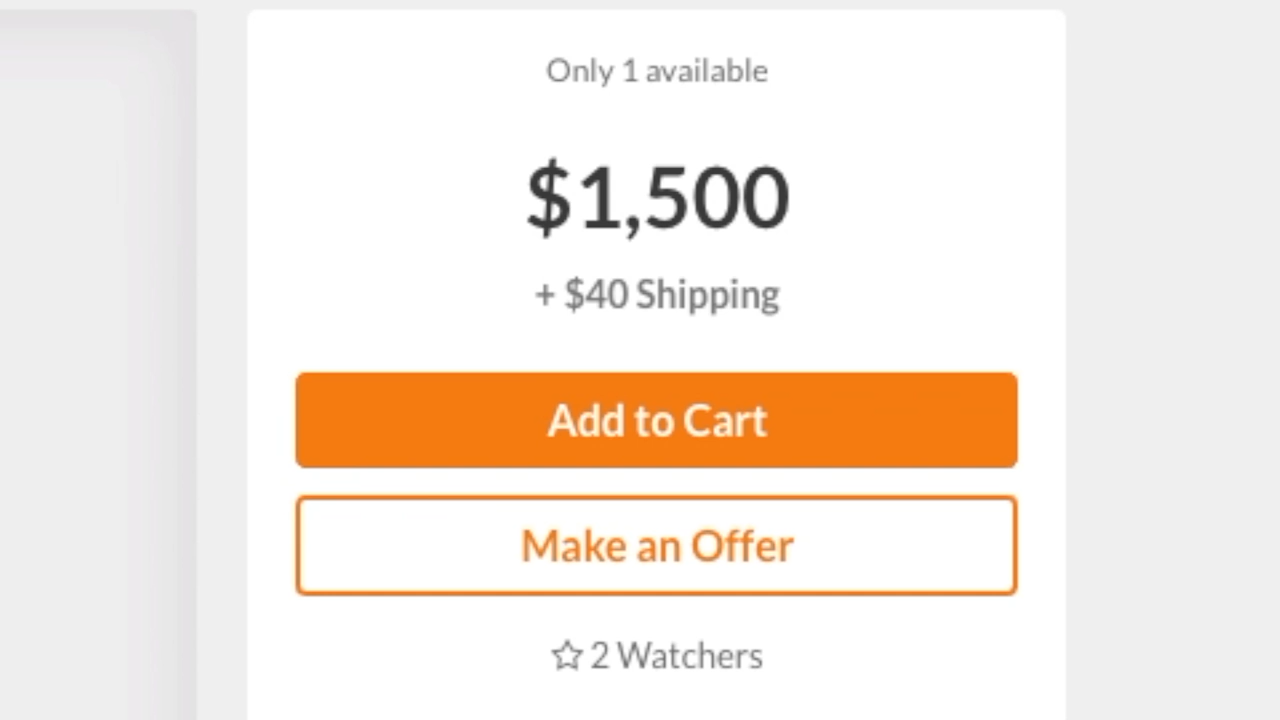 Only 1 available
$1,500
+ $40 Shipping
Add to Cart
Make an Offer
2 Watchers